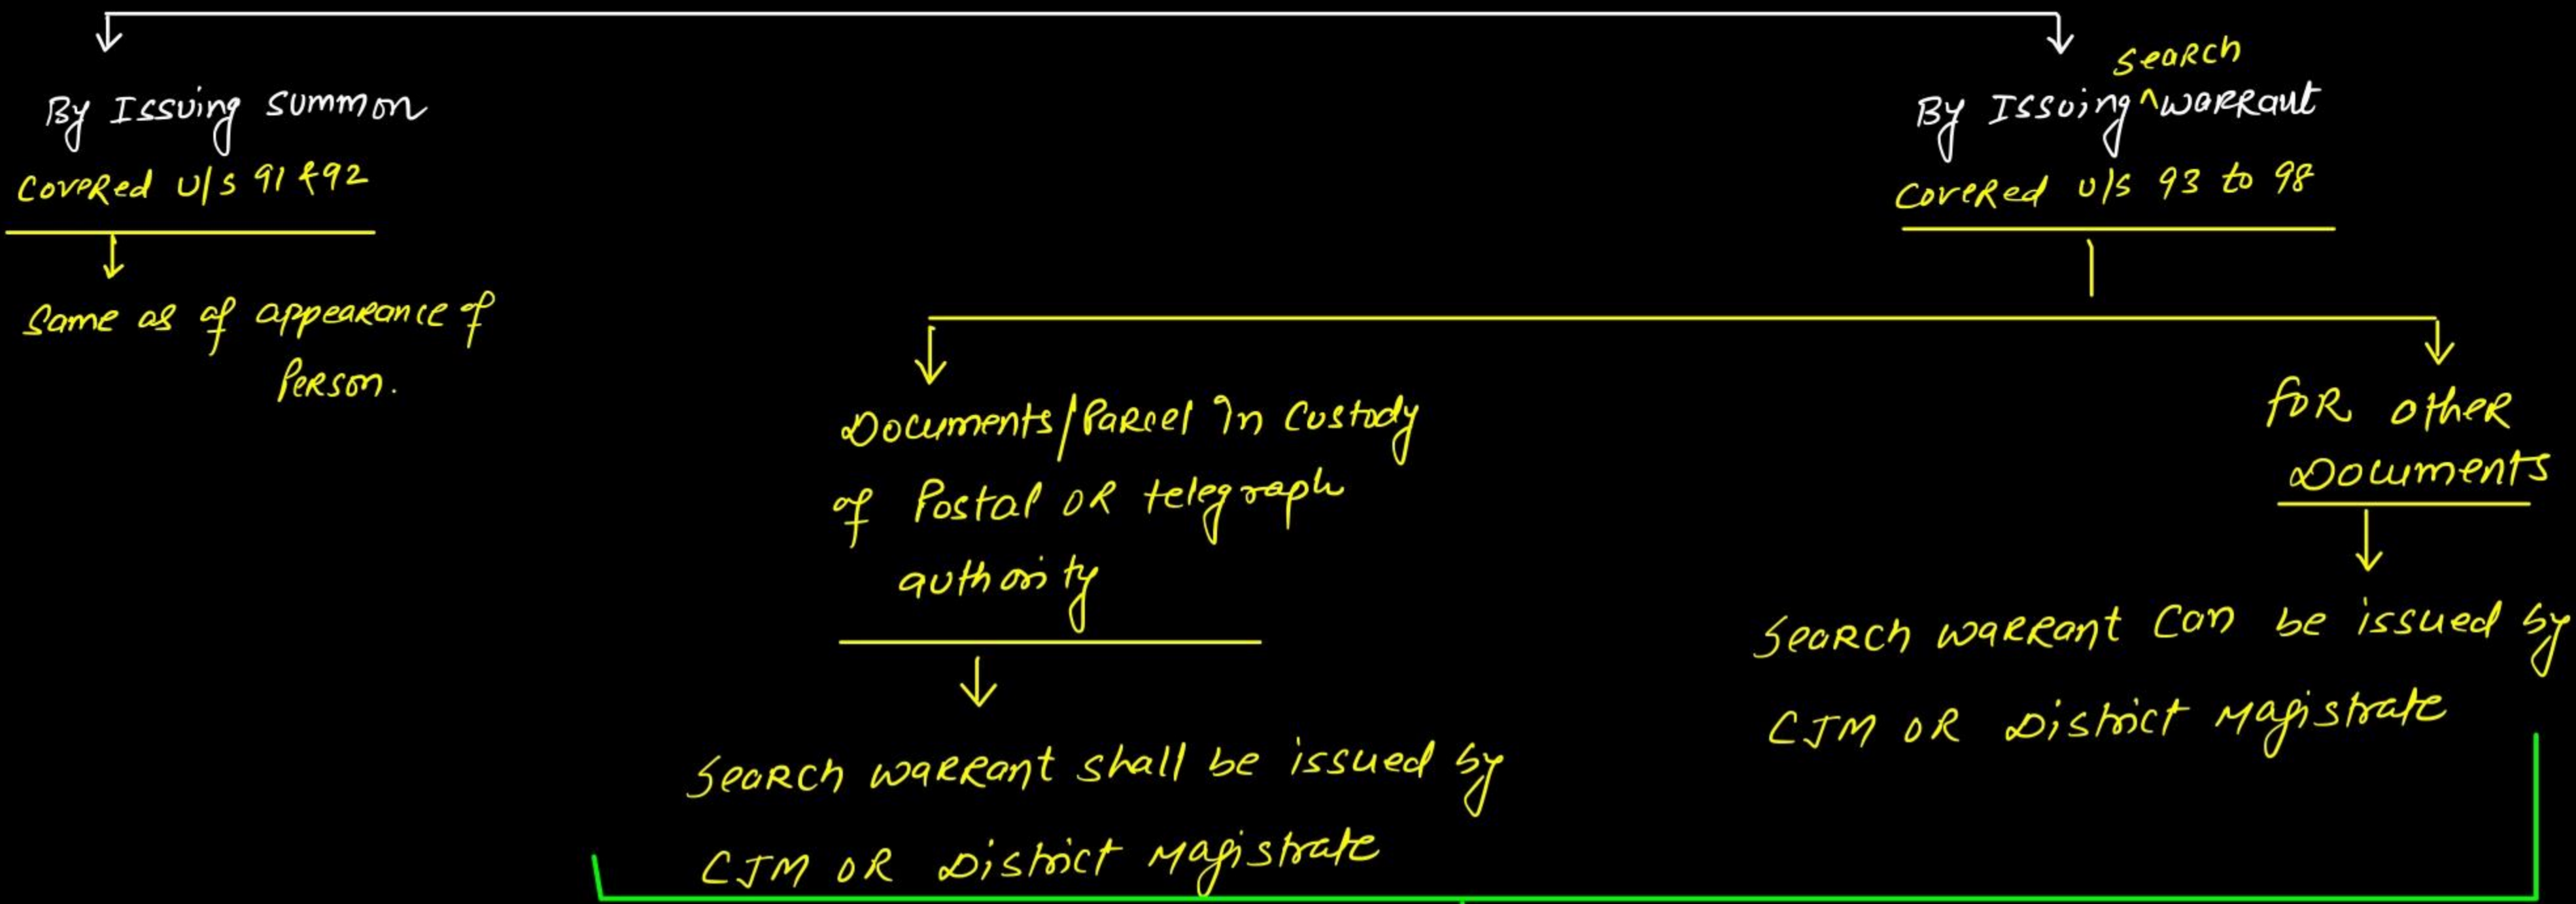 By Issuing summon
Covered u/s 91 & 92
Same as of appearance of
Person.
By Issuing ^ search warrant
Covered u/s 93 to 98
Documents/Parcel In Custody
of Postal OR telegraph
authority
Search warrant shall be issued by
CJM OR District Magistrate
for other
Documents
Search warrant Can be issued by
CJM OR District Magistrate